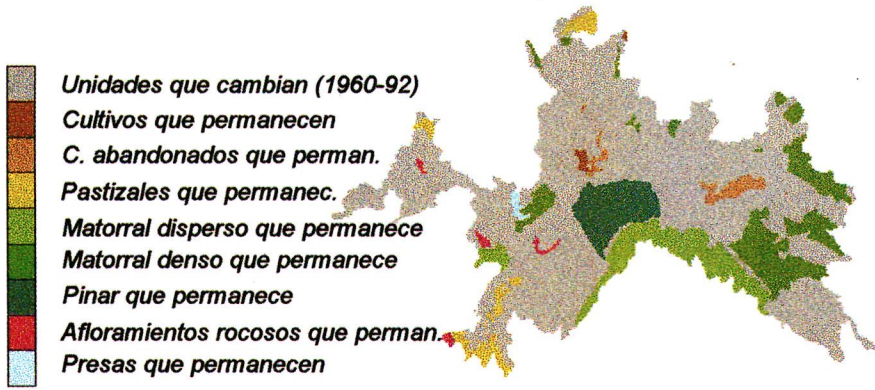 Unidades que cambian (1960-92)
Cultivos que permanecen
C. abandonados que perman.
Pastizales que permanec.
Matorral disperso que permanece
Matorral denso que permanece
Pinar que permanece
Afloramientos rocosos que perman.
Presas que permanecen